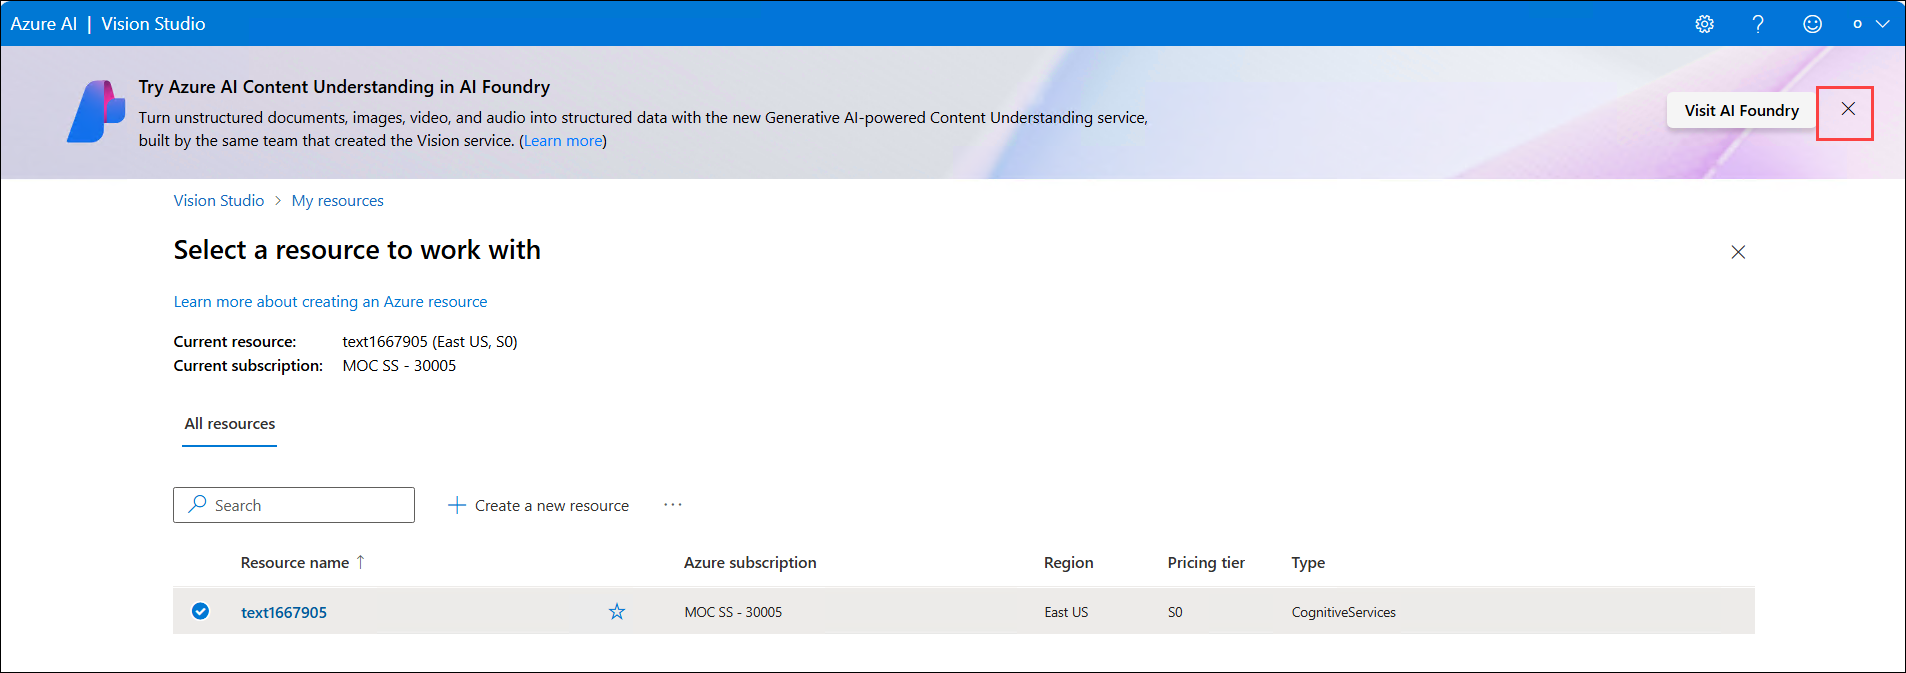 Azure AI | Vision Studio
Try Azure AI Content Understanding in AI Foundry
Turn unstructured documents, images, video, and audio into structured data with the new Generative AI-powered Content Understanding service,
built by the same team that created the Vision service. (Learn more)
Visit AI Foundry
Vision Studio > My resources
Select a resource to work with
Learn more about creating an Azure resource
Current resource: text1667905 (East US, S0)
Current subscription: MOC SS - 30005
All resources
Search
Create a new resource ...
Resource name ↑ Azure subscription Region Pricing tier Type
text1667905 MOC SS - 30005 East US S0 CognitiveServices